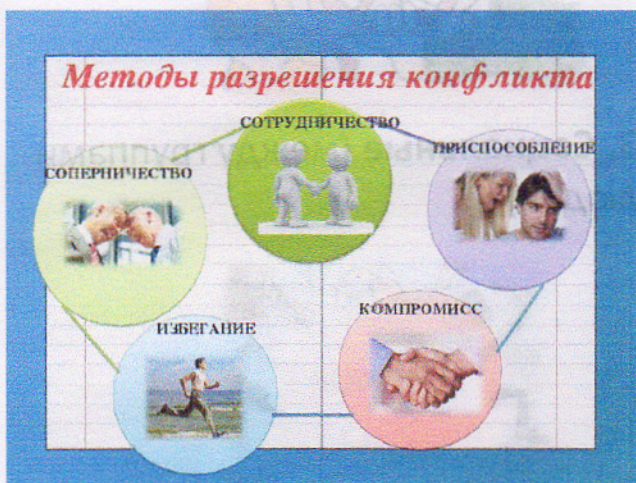 Методы разрешения конфликта
СОТРУДНИЧЕСТВО
ПРИСПОСОБЛЕНИЕ
СОПЕРНИЧЕСТВО
КОМПРОМИСС
ИЗБЕГАНИЕ